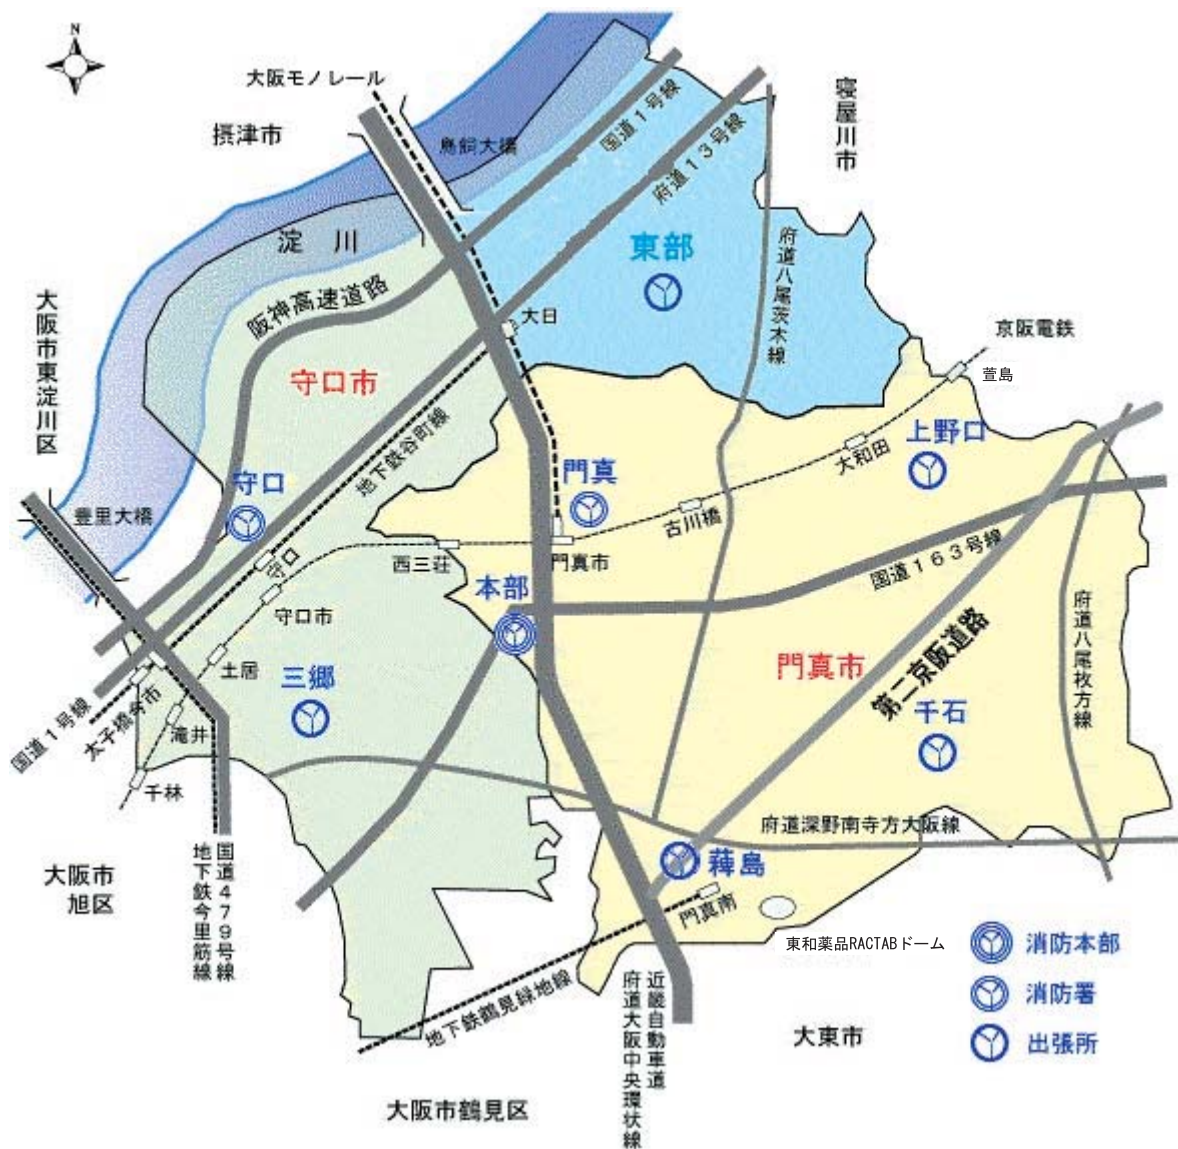 N
大阪モノレール
摂津市
鳥飼大橋
国道1号線
府道13号線
寝屋川市
淀川
東部
府道八尾茨木線
阪神高速道路
大阪市東淀川区
大日
京阪電鉄
萱島
守口市
地下鉄谷町線
上野口
大和田
守口
門真
古川橋
豊里大橋
守口
西三荘
門真市
国道163号線
本部
守口市
府道八尾枚方線
土居
三郷
門真市
第二京阪道路
千石
国道1号線
太子橋今市
滝井
千林
府道深野南寺方大阪線
大阪市
旭区
国道479号線
地下鉄今里筋線
薭島
門真南
東和薬品RACTABドーム
消防本部
消防署
出張所
地下鉄鶴見緑地線
近畿自動車道
府道大阪中央環状線
大東市
大阪市鶴見区